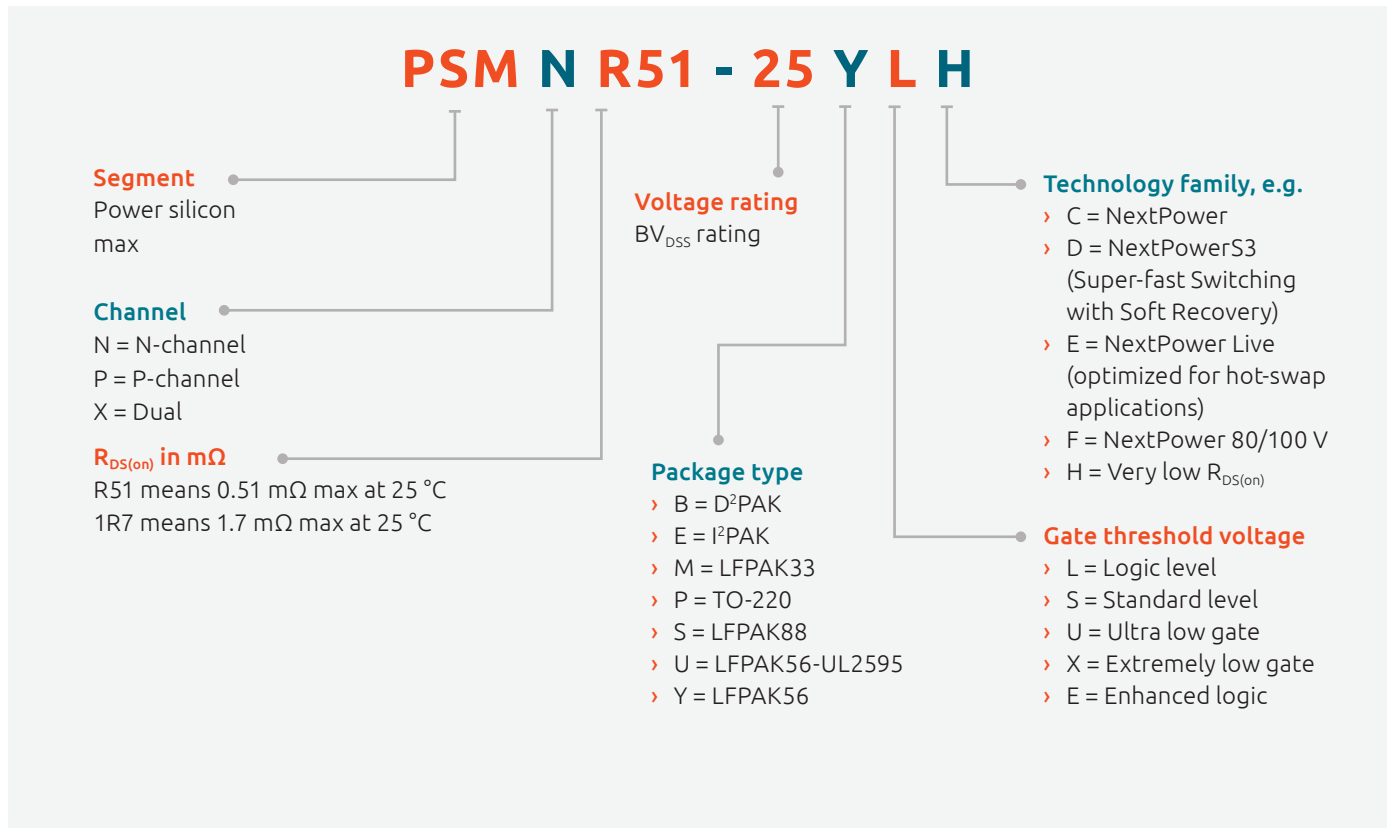 PSM N R51 - 25 Y L H
Segment
Power silicon
max
Channel
N = N-channel
P = P-channel
X = Dual
RDS(on) in mΩ
R51 means 0.51 mΩ max at 25 °C
1R7 means 1.7 mΩ max at 25 °C
Voltage rating
BVDSS rating
Package type
› B = D²PAK
› E = I²PAK
› M = LFPAK33
› P = TO-220
› S = LFPAK88
› U = LFPAK56-UL2595
› Y = LFPAK56
Technology family, e.g.
› C = NextPower
› D = NextPowerS3
(Super-fast Switching
with Soft Recovery)
› E = NextPower Live
(optimized for hot-swap
applications)
› F = NextPower 80/100 V
› H = Very low RDS(on)
Gate threshold voltage
› L = Logic level
› S = Standard level
› U = Ultra low gate
› X = Extremely low gate
› E = Enhanced logic